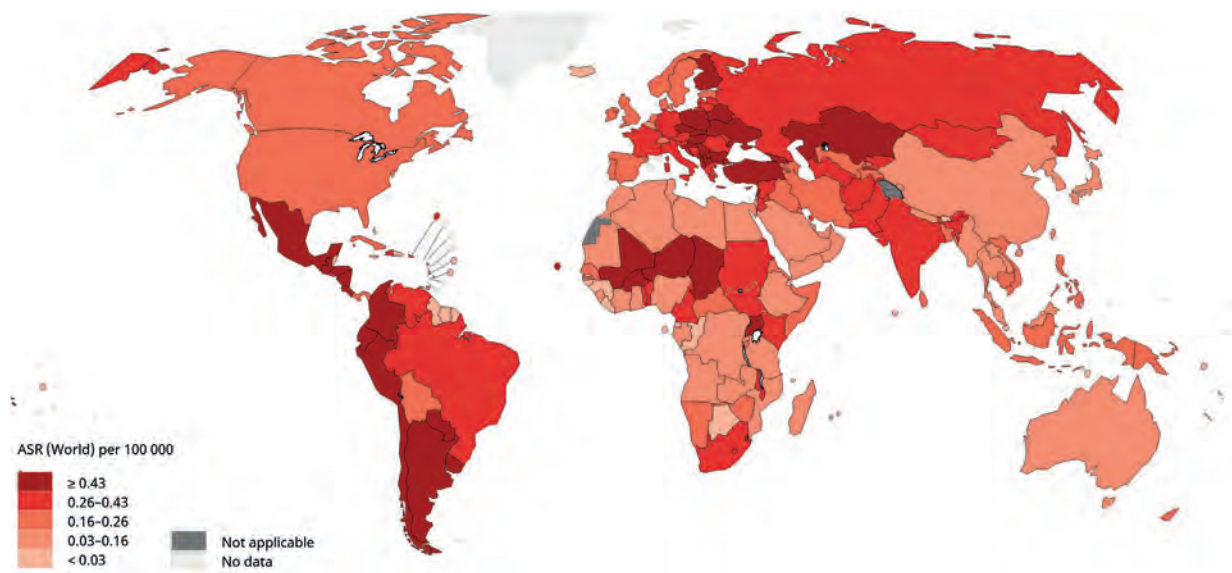 ASR (World) per 100 000
≥ 0.43
0.26–0.43
0.16–0.26
0.03–0.16
< 0.03
Not applicable
No data